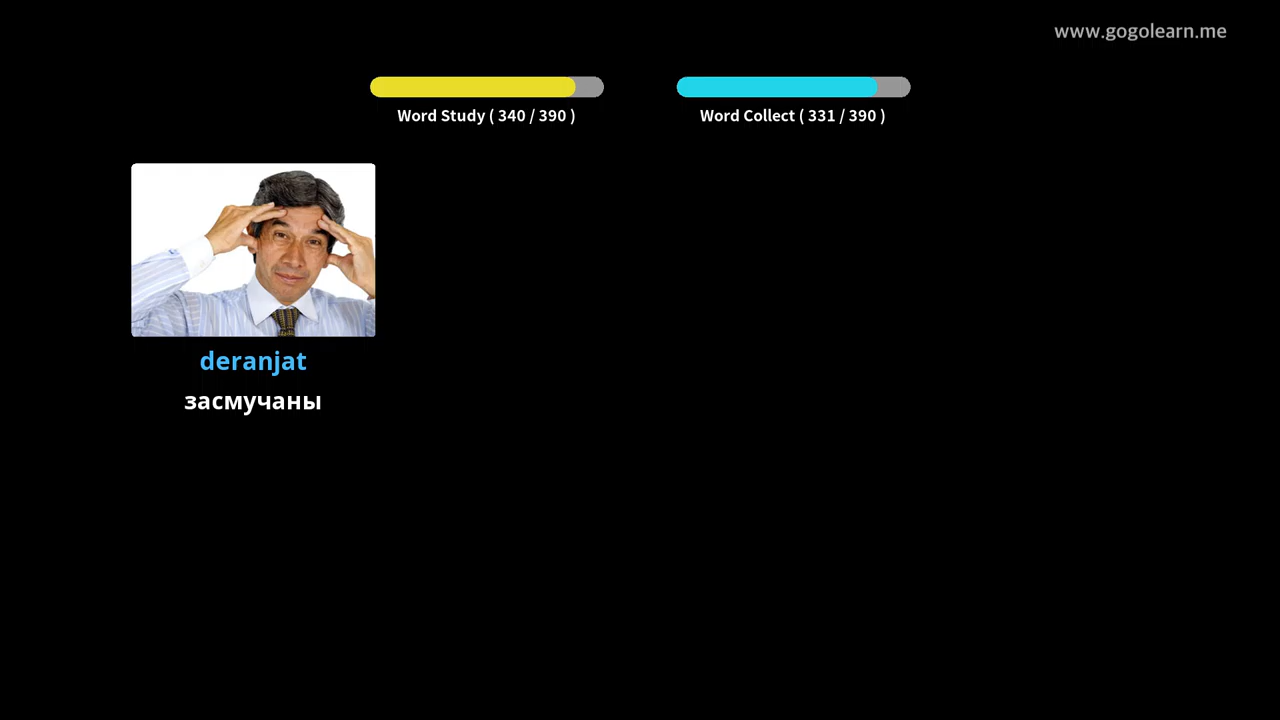 www.gogolearn.me
Word Study ( 340 / 390 )
Word Collect ( 331 / 390 )
deranjat
засмучаны